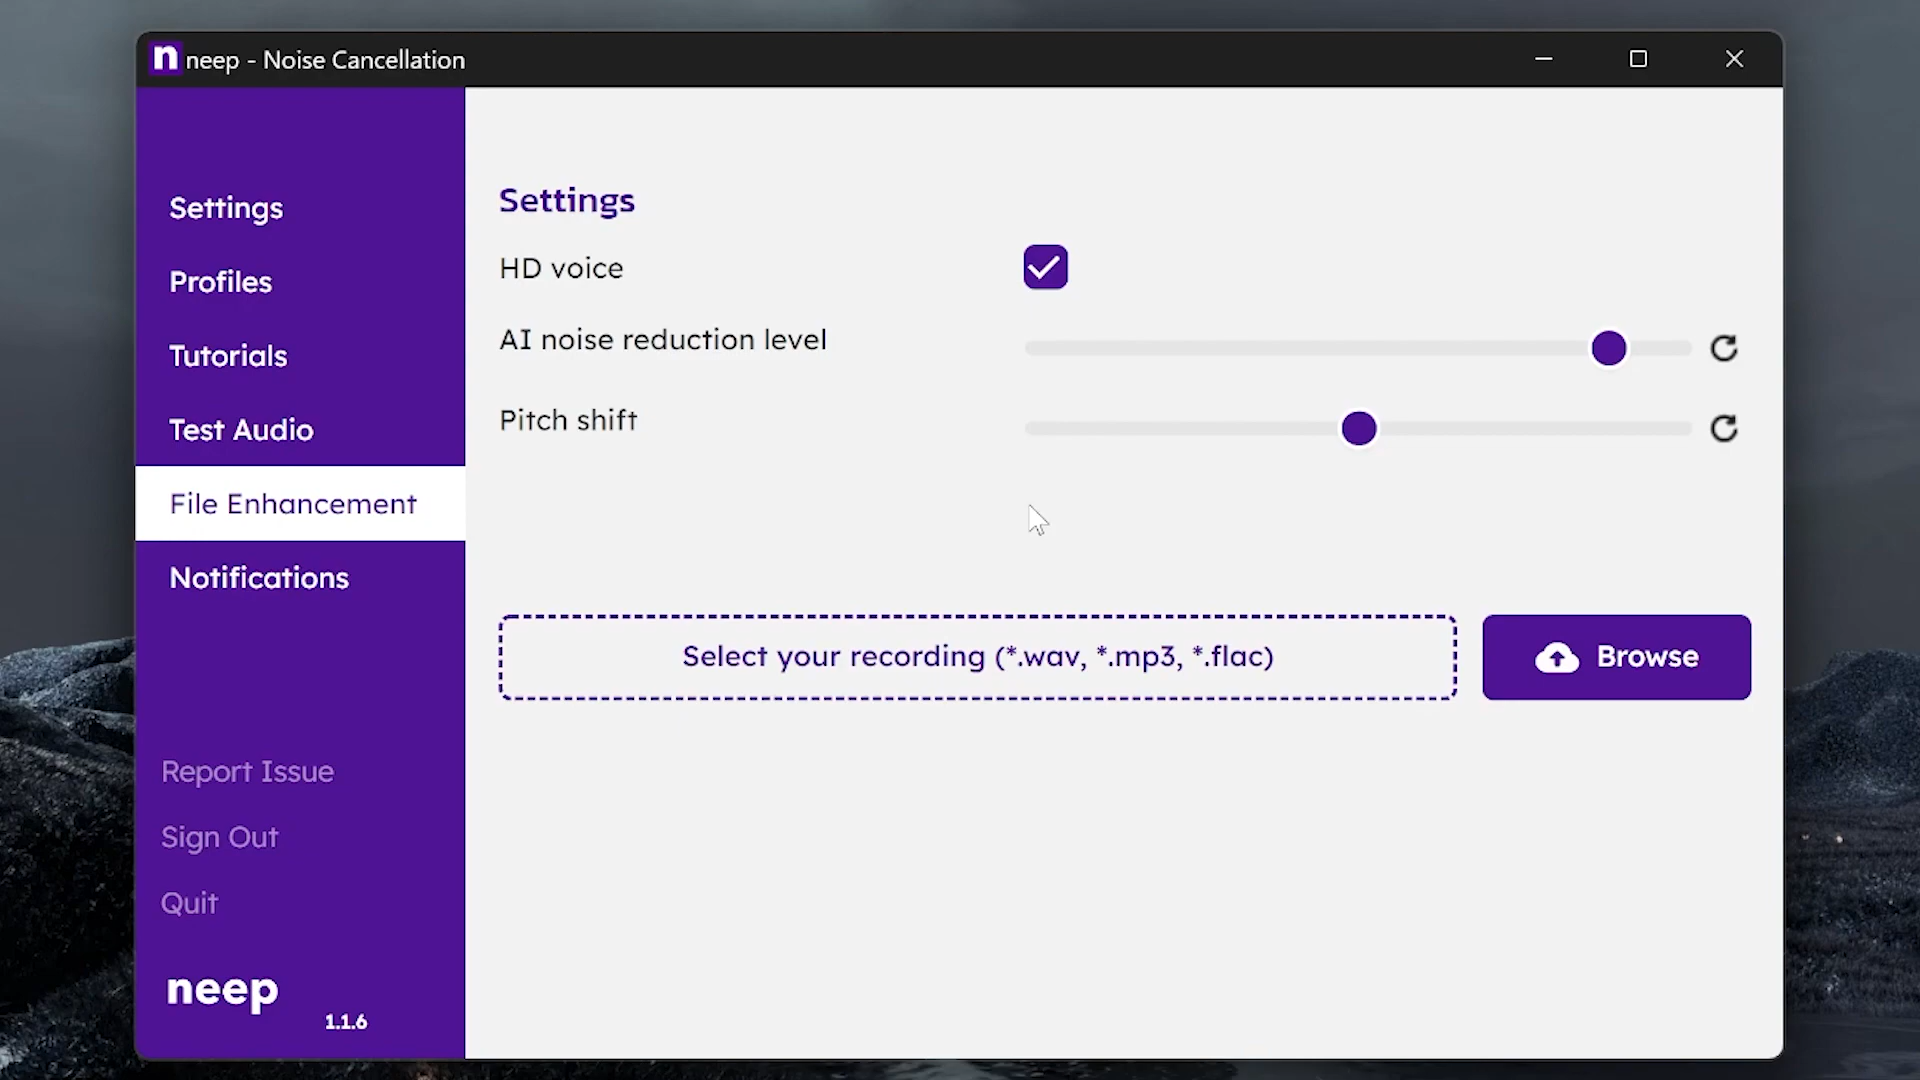 n neep - Noise Cancellation
Settings
Profiles
Tutorials
Test Audio
File Enhancement
Notifications
Report Issue
Sign Out
Quit
neep
1.1.6
Settings
HD voice
AI noise reduction level
Pitch shift
Select your recording (*.wav, *.mp3, *.flac)
Browse